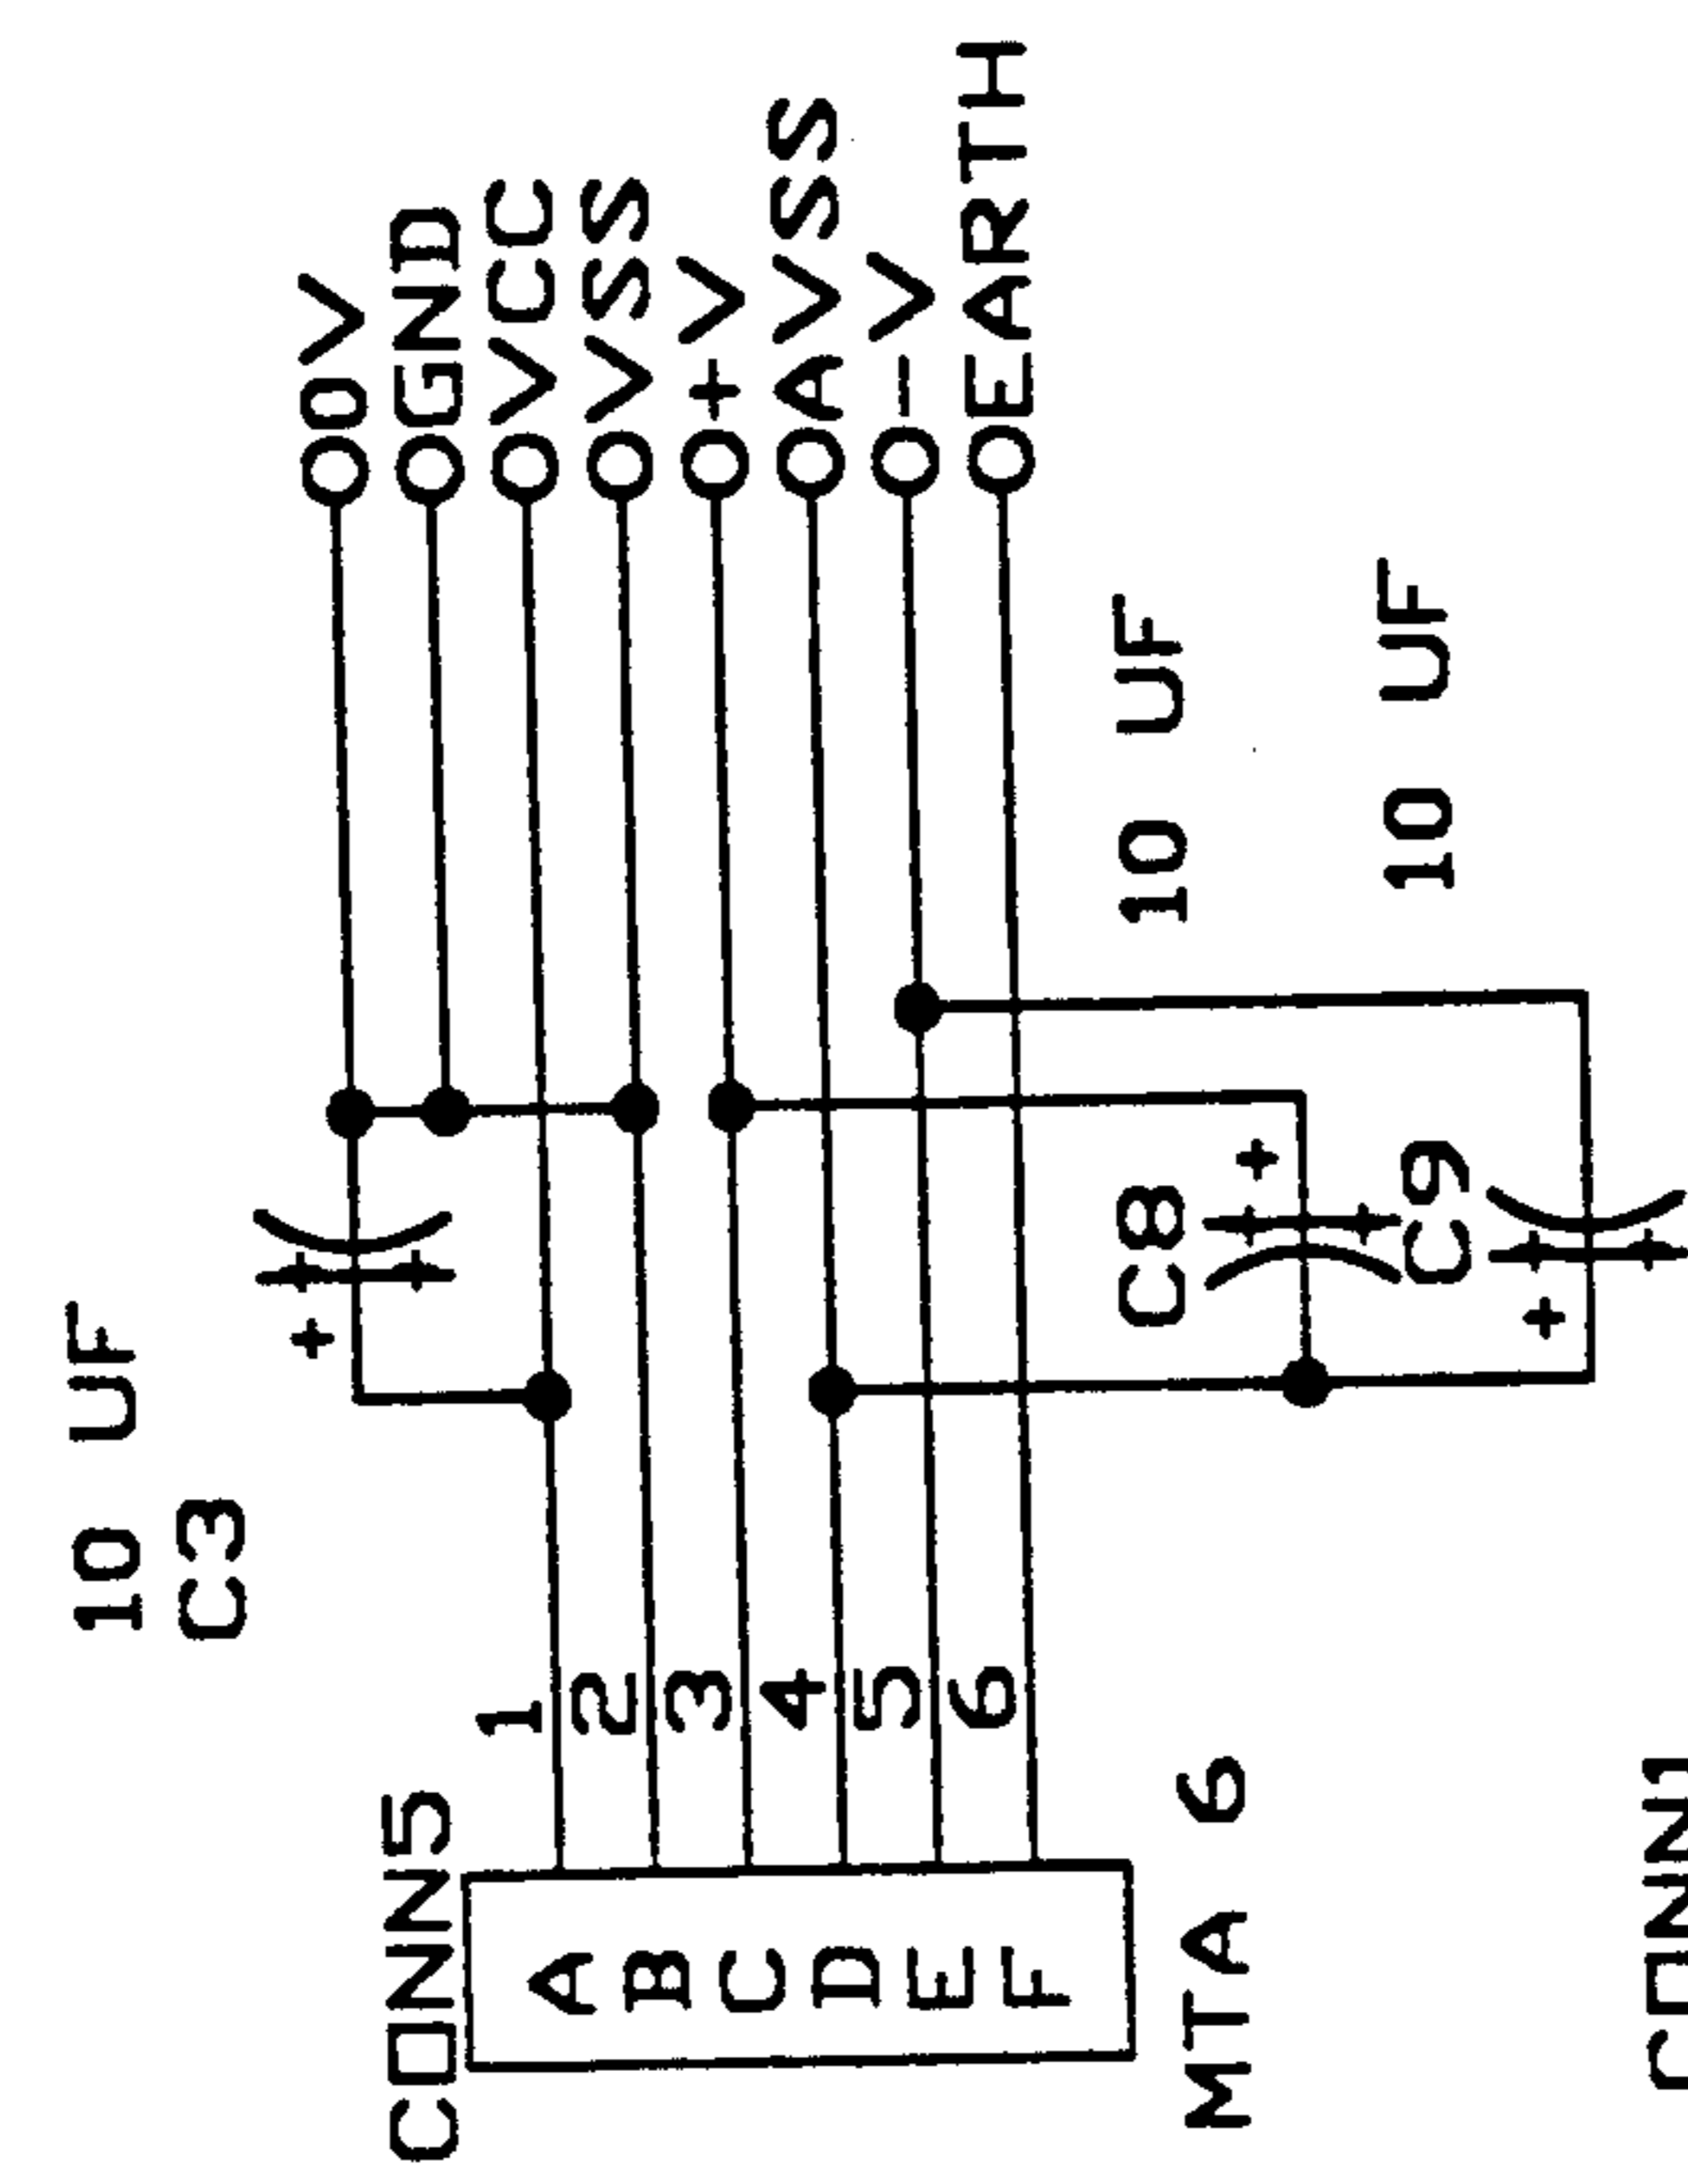 10 UF
C3
CONN5
0V
GND
A 1 VCC
B 2 VSS
C 3 +V
D 4 AVSS
E 5 -V
F 6 EARTH
MTA 6
C8 + 10 UF
C9 + 10 UF
+
CONN1